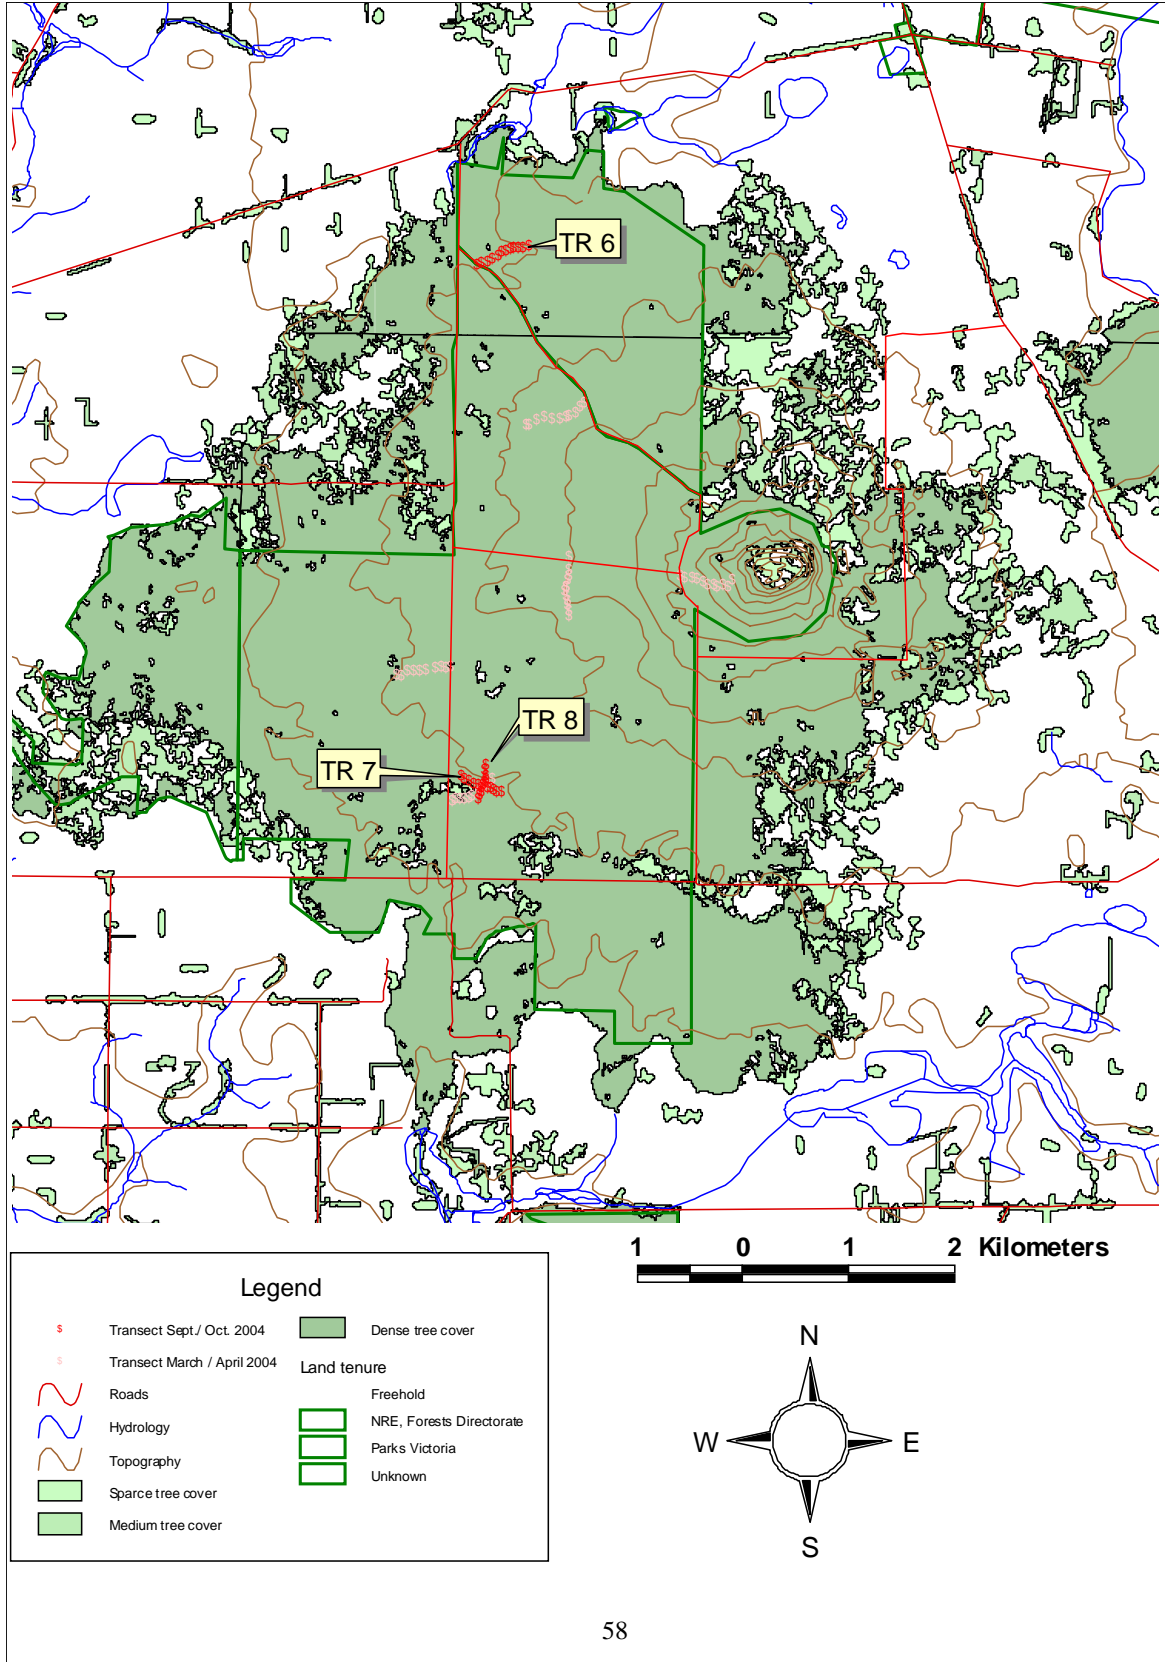 TR 6
TR 8
TR 7
1 0 1 2 Kilometers
Legend
$ Transect Sept./ Oct. 2004
$ Transect March / April 2004
Roads
Hydrology
Topography
Sparce tree cover
Medium tree cover
Dense tree cover
Land tenure
Freehold
NRE, Forests Directorate
Parks Victoria
Unknown
N
W E
S
58